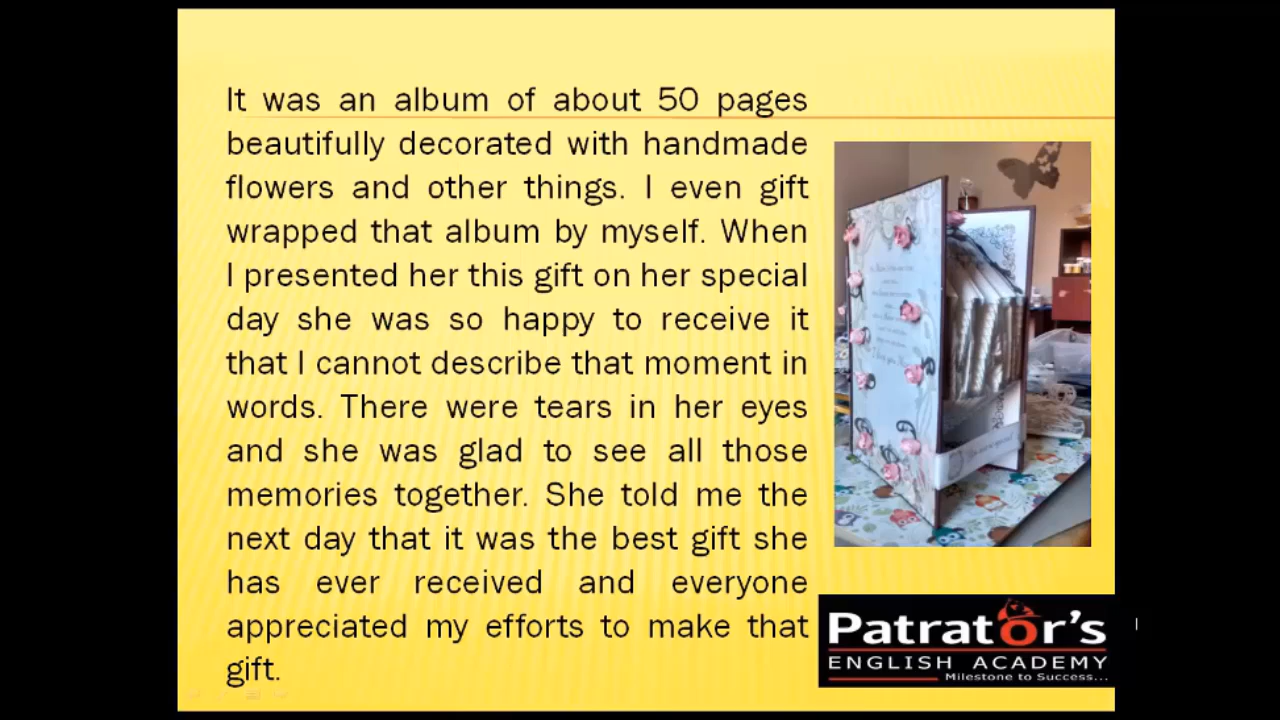 It was an album of about 50 pages
beautifully decorated with handmade
flowers and other things. I even gift
wrapped that album by myself. When
I presented her this gift on her special
day she was so happy to receive it
that I cannot describe that moment in
words. There were tears in her eyes
and she was glad to see all those
memories together. She told me the
next day that it was the best gift she
has ever received and everyone
appreciated my efforts to make that
gift.
Patrator's
ENGLISH ACADEMY
Milestone to Success...